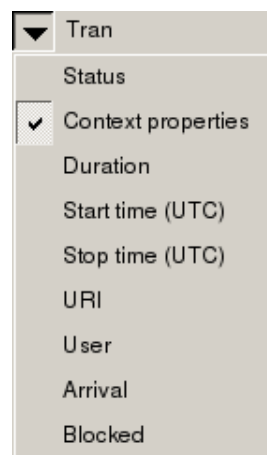 Tran
Status
Context properties
Duration
Start time (UTC)
Stop time (UTC)
URI
User
Arrival
Blocked